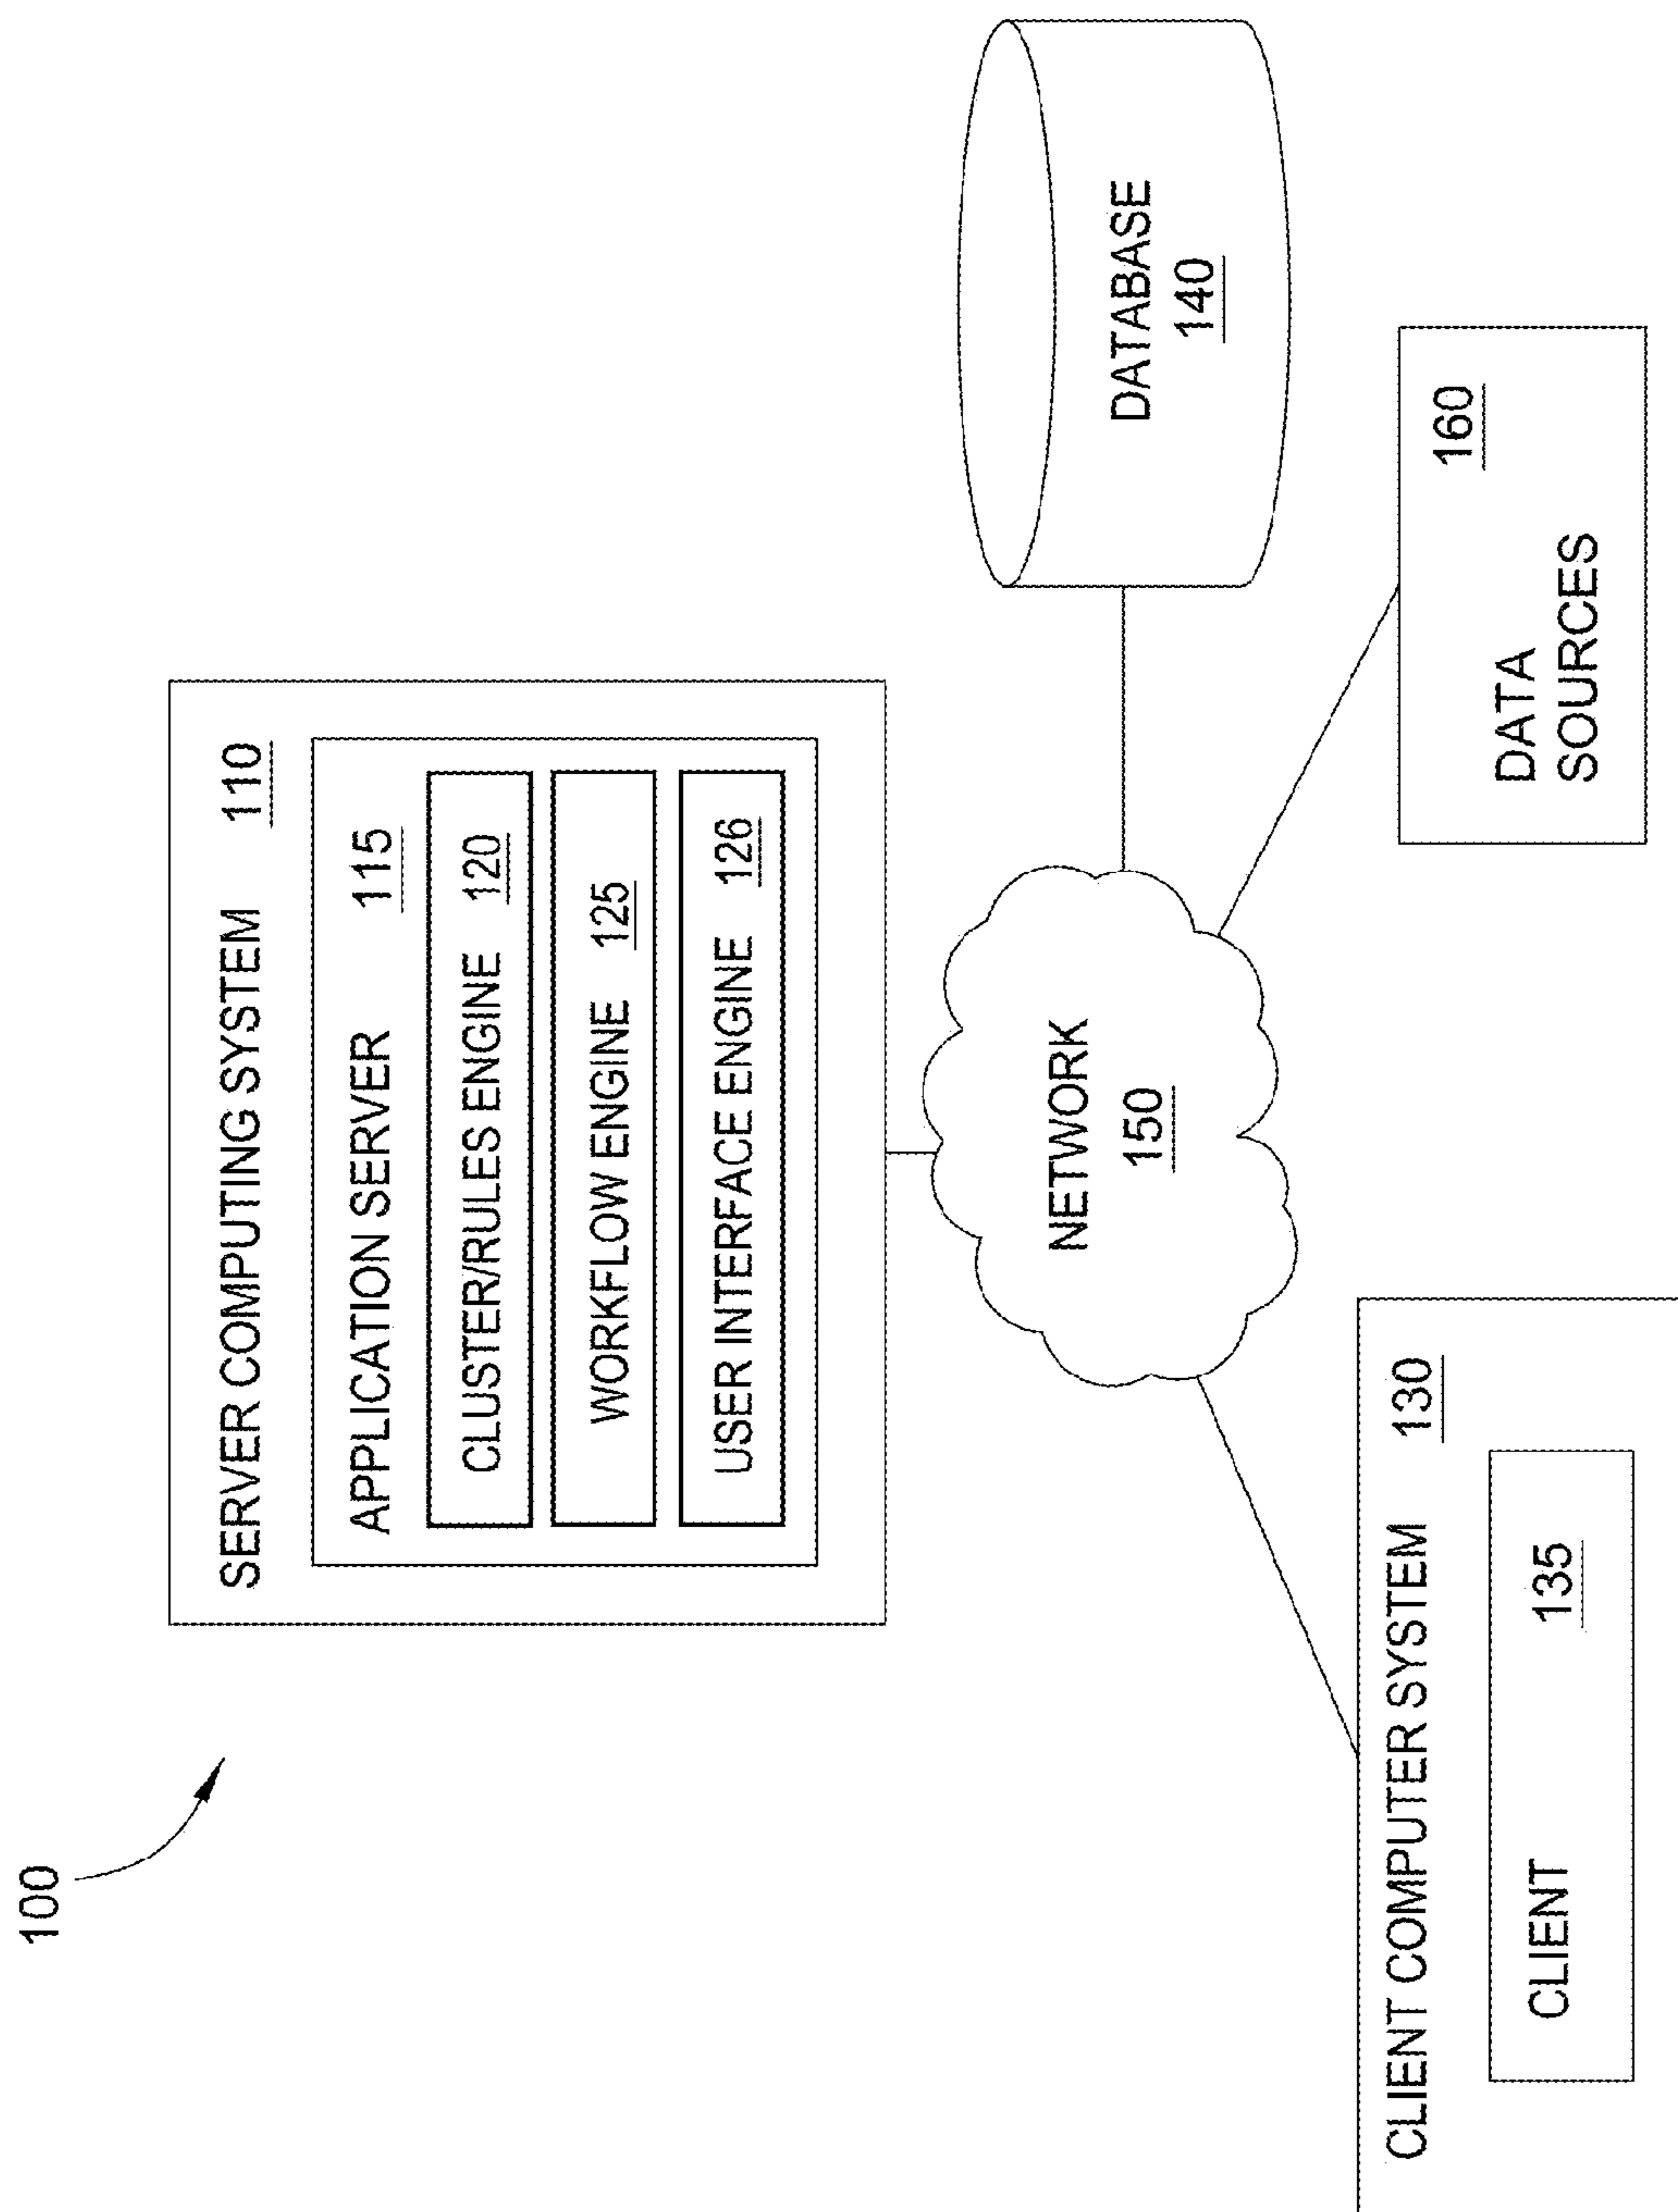 100
SERVER COMPUTING SYSTEM 110
APPLICATION SERVER 115
CLUSTER/RULES ENGINE 120
WORKFLOW ENGINE 125
USER INTERFACE ENGINE 126
NETWORK
150
DATABASE
140
CLIENT COMPUTER SYSTEM 130
CLIENT 135
160
DATA
SOURCES